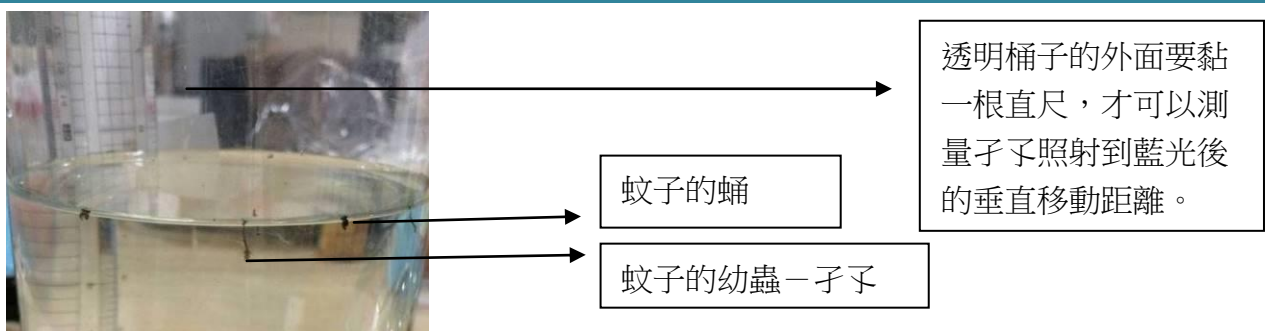 透明桶子的外面要黏
一根直尺,才可以測
量孑孓照射到藍光後
的垂直移動距離。
蚊子的蛹
蚊子的幼蟲－孑孓